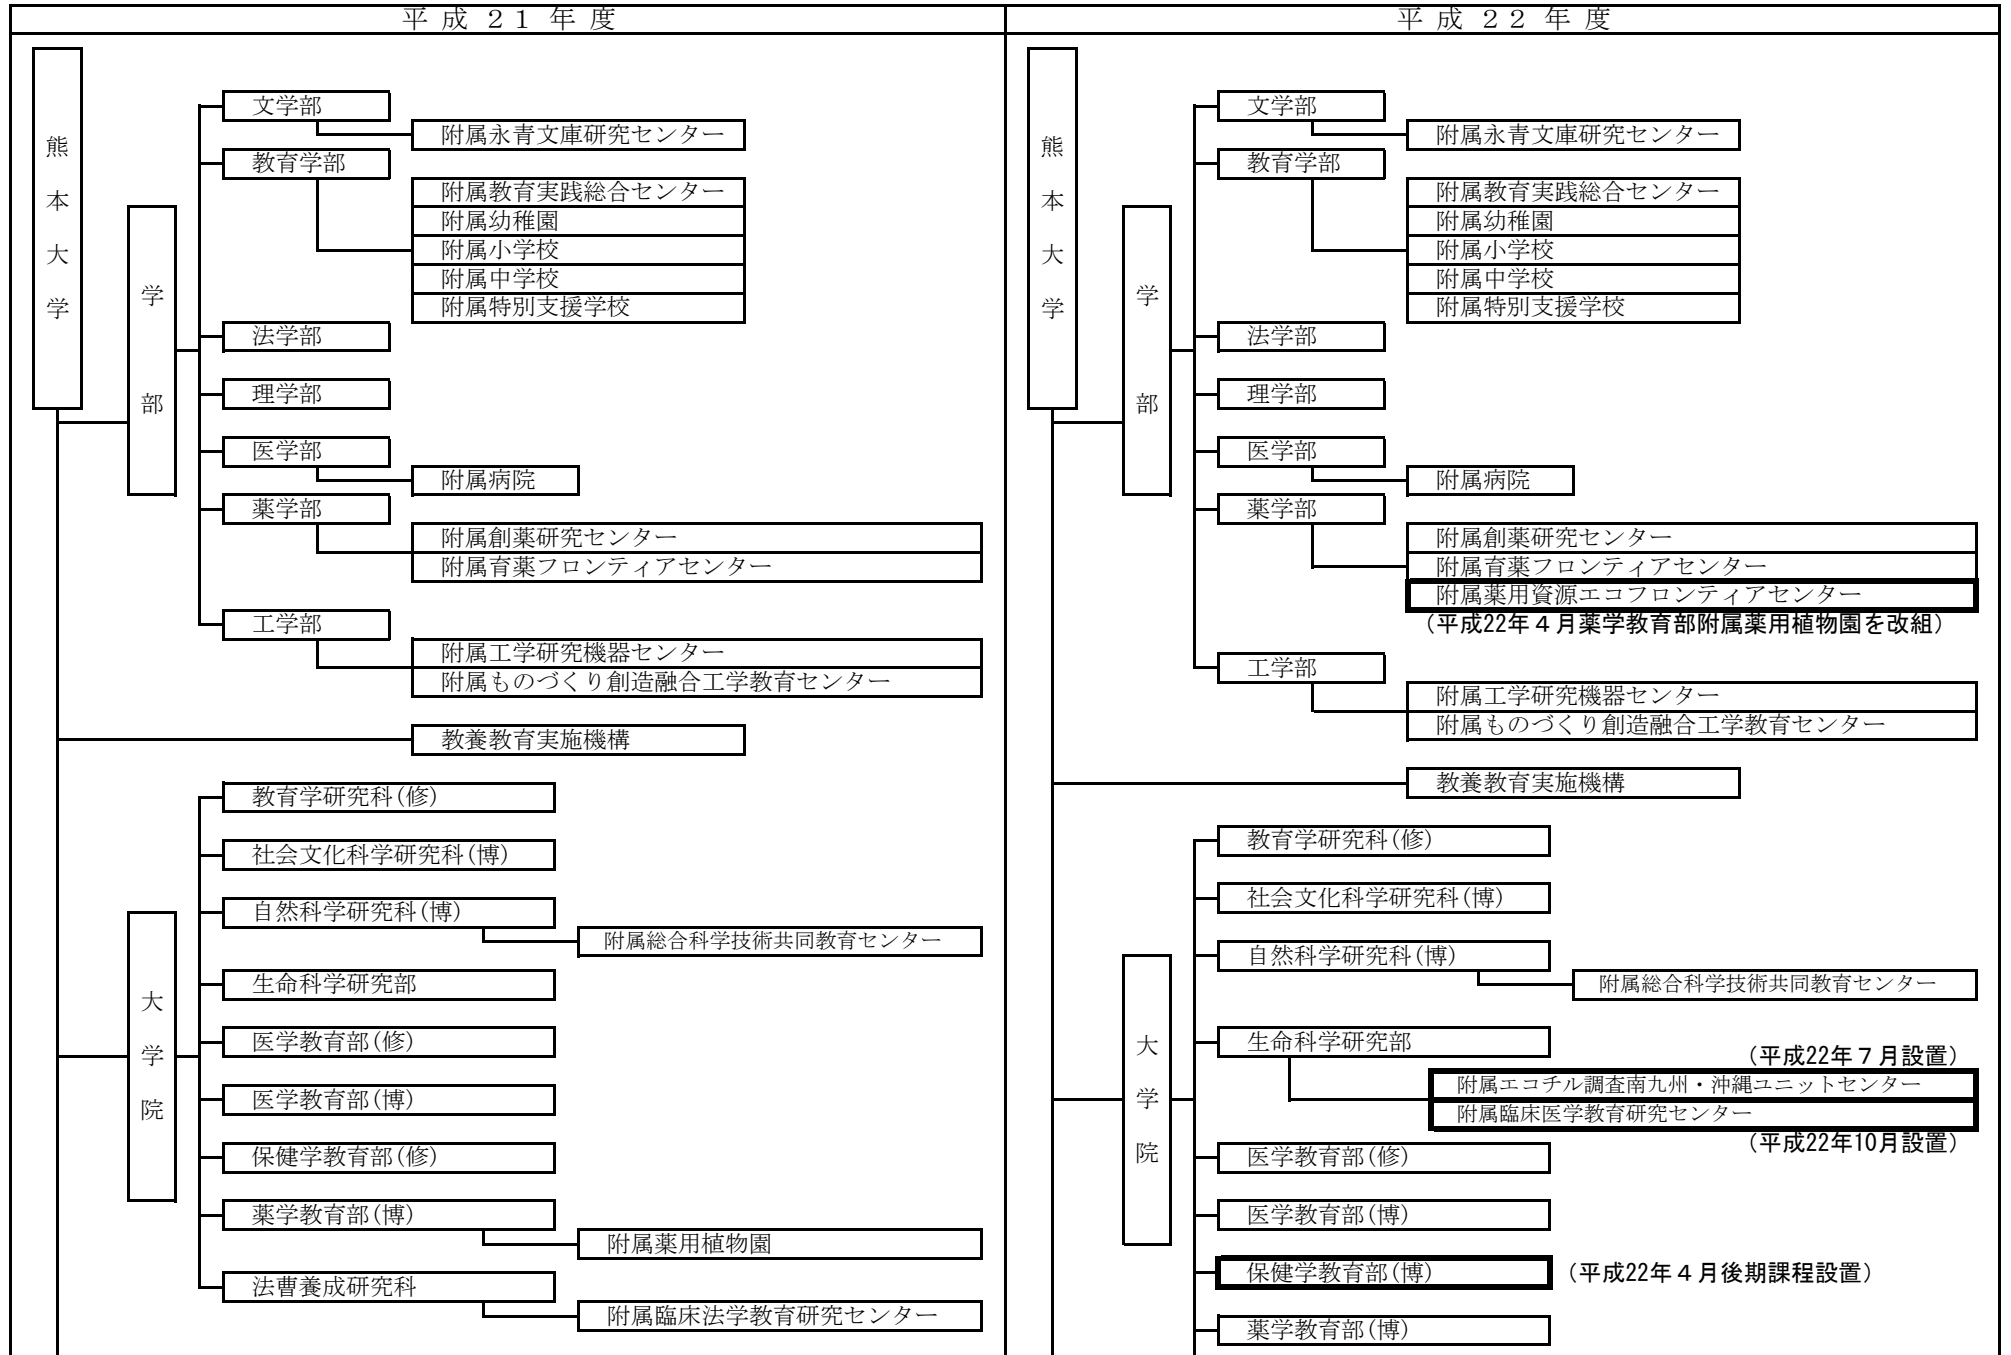 平成２１年度
熊本大学
学部
文学部
附属永青文庫研究センター
教育学部
附属教育実践総合センター
附属幼稚園
附属小学校
附属中学校
附属特別支援学校
法学部
理学部
医学部
附属病院
薬学部
附属創薬研究センター
附属育薬フロンティアセンター
工学部
附属工学研究機器センター
附属ものづくり創造融合工学教育センター
教養教育実施機構
大学院
教育学研究科(修)
社会文化科学研究科(博)
自然科学研究科(博)
附属総合科学技術共同教育センター
生命科学研究部
医学教育部(修)
医学教育部(博)
保健学教育部(修)
薬学教育部(博)
附属薬用植物園
法曹養成研究科
附属臨床法学教育研究センター
平成２２年度
熊本大学
学部
文学部
附属永青文庫研究センター
教育学部
附属教育実践総合センター
附属幼稚園
附属小学校
附属中学校
附属特別支援学校
法学部
理学部
医学部
附属病院
薬学部
附属創薬研究センター
附属育薬フロンティアセンター
附属薬用資源エコフロンティアセンター
（平成22年４月薬学教育部附属薬用植物園を改組）
工学部
附属工学研究機器センター
附属ものづくり創造融合工学教育センター
教養教育実施機構
大学院
教育学研究科(修)
社会文化科学研究科(博)
自然科学研究科(博)
附属総合科学技術共同教育センター
生命科学研究部
（平成22年７月設置）
附属エコチル調査南九州・沖縄ユニットセンター
附属臨床医学教育研究センター
（平成22年10月設置）
医学教育部(修)
医学教育部(博)
保健学教育部(博)
（平成22年４月後期課程設置）
薬学教育部(博)